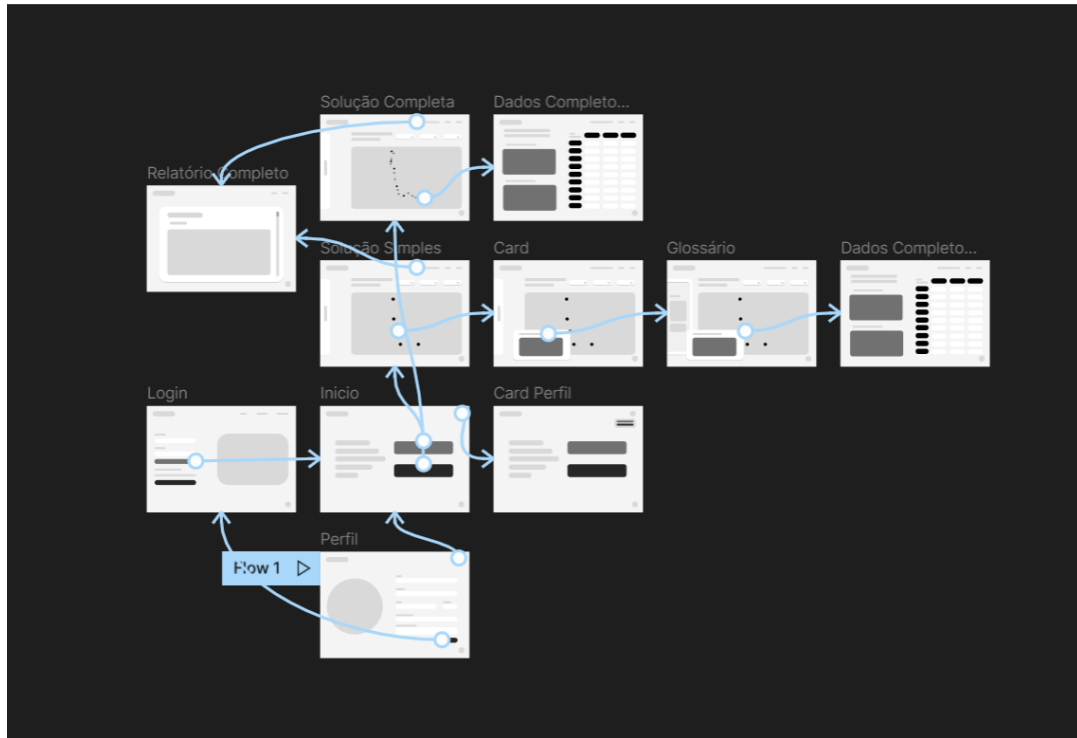 Solução Completa
Dados Completo...
Relatório Completo
Solução Simples
Card
Glossário
Dados Completo...
Login
Inicio
Card Perfil
Perfil
Flow 1